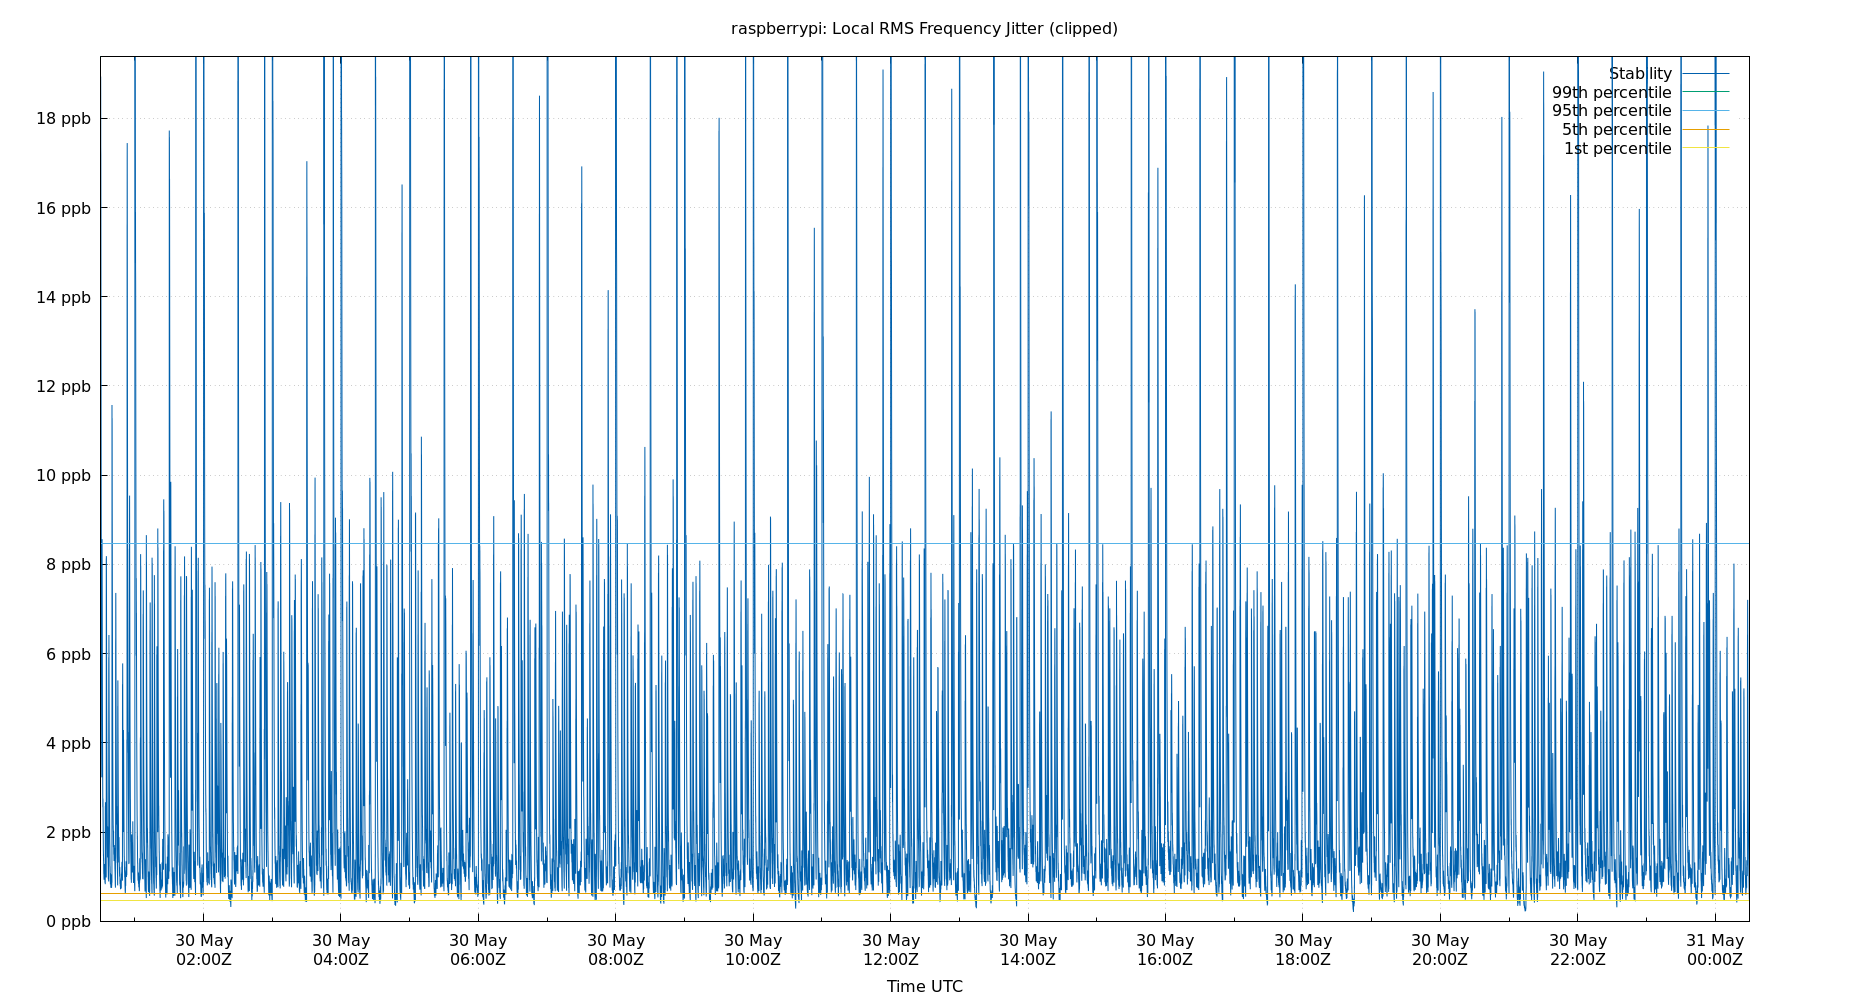 raspberrypi: Local RMS Frequency Jitter (clipped)
Stability
99th percentile
95th percentile
5th percentile
1st percentile
18 ppb
16 ppb
14 ppb
12 ppb
10 ppb
8 ppb
6 ppb
4 ppb
2 ppb
0 ppb
30 May 30 May 30 May 30 May 30 May 30 May 30 May 30 May 30 May 30 May 30 May 31 May
02:00Z 04:00Z 06:00Z 08:00Z 10:00Z 12:00Z 14:00Z 16:00Z 18:00Z 20:00Z 22:00Z 00:00Z
Time UTC